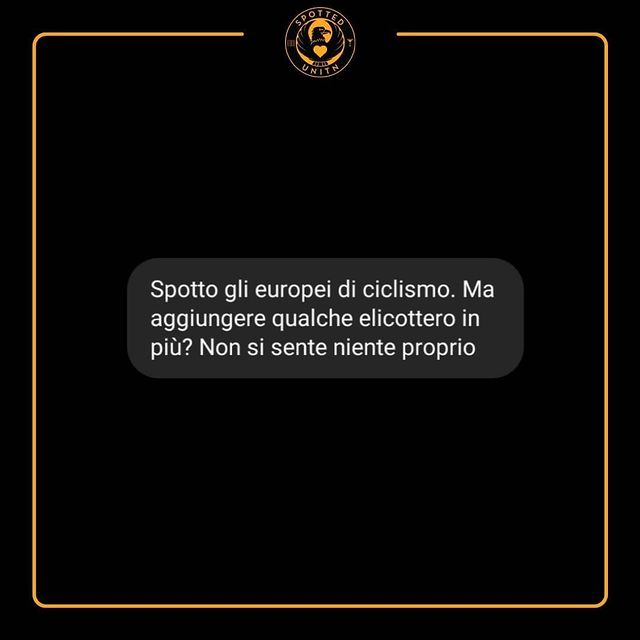 SPOTTED
UNITN
Spotto gli europei di ciclismo. Ma
aggiungere qualche elicottero in
più? Non si sente niente proprio